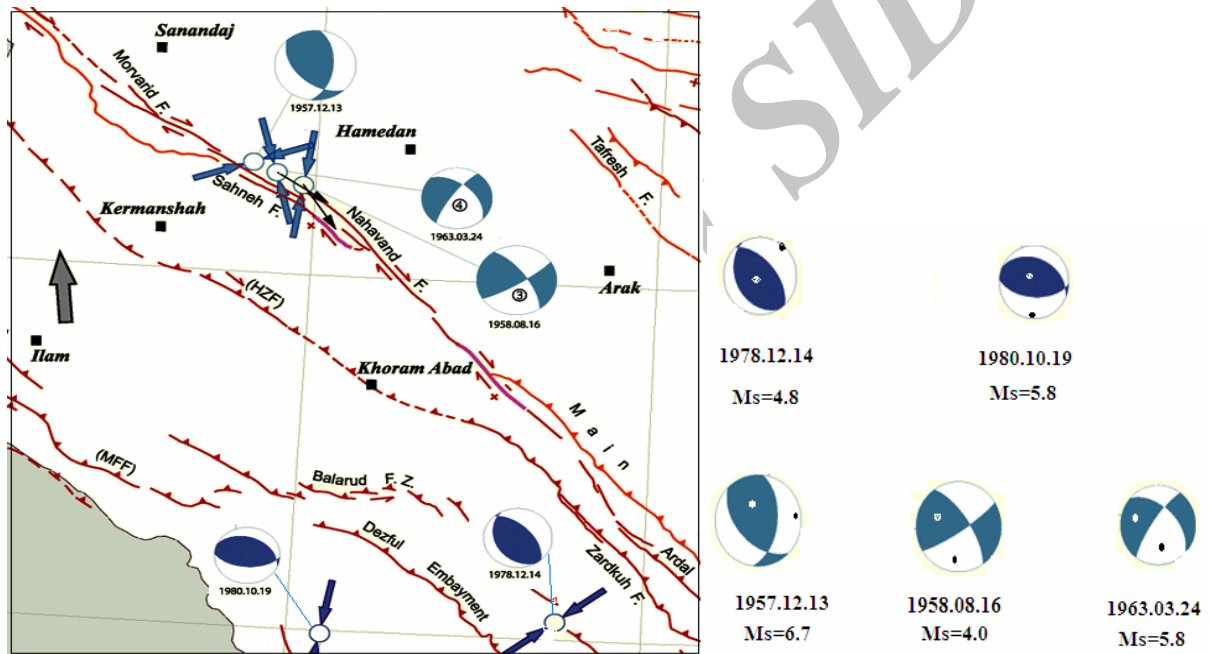 SID
Sanandaj
Morvarid F.
1957.12.13
Hamedan
Tafresh F.
Sahneh F.
④
1963.03.24
Kermanshah
Nahavand F.
③
1958.08.16
Arak
(HZF)
Ilam
Khoram Abad
Main
(MFF)
Balarud F. Z.
Dezful Embayment
1978.12.14
Zardkuh F.
Ardal
1980.10.19
1978.12.14
Ms=4.8
1980.10.19
Ms=5.8
1957.12.13
Ms=6.7
1958.08.16
Ms=4.0
1963.03.24
Ms=5.8